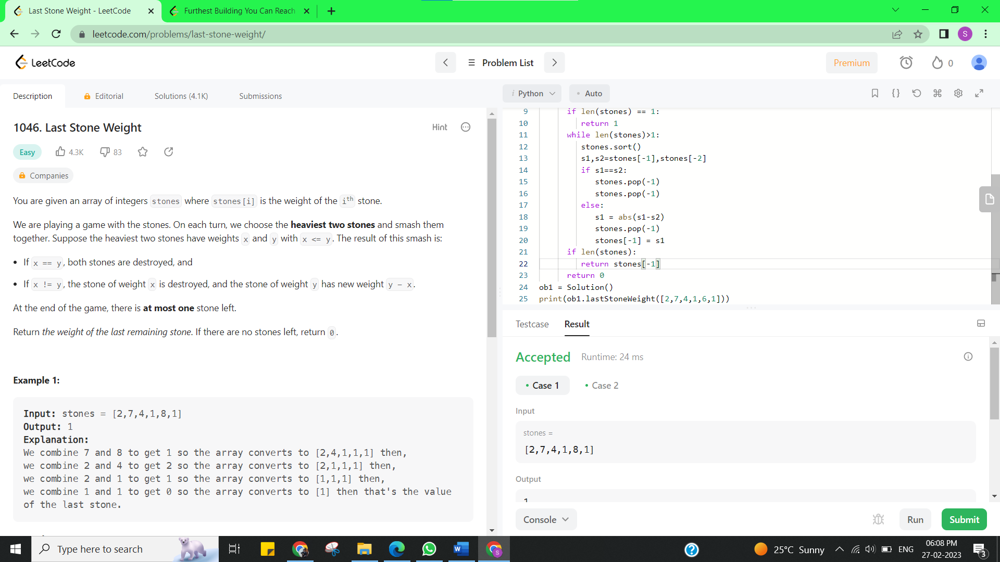 Last Stone Weight - LeetCode
Furthest Building You Can Reach
leetcode.com/problems/last-stone-weight/
S
LeetCode
Problem List
Premium
0
Description
Editorial
Solutions (4.1K)
Submissions
i Python
• Auto
1046. Last Stone Weight
Hint
Easy
4.3K
83
Companies
You are given an array of integers stones where stones[i] is the weight of the ith stone.
We are playing a game with the stones. On each turn, we choose the heaviest two stones and smash them
together. Suppose the heaviest two stones have weights x and y with x <= y. The result of this smash is:
• If x == y, both stones are destroyed, and
• If x != y, the stone of weight x is destroyed, and the stone of weight y has new weight y - x.
At the end of the game, there is at most one stone left.
Return the weight of the last remaining stone. If there are no stones left, return 0.
Example 1:
Input: stones = [2,7,4,1,8,1]
Output: 1
Explanation:
We combine 7 and 8 to get 1 so the array converts to [2,4,1,1,1] then,
we combine 2 and 4 to get 2 so the array converts to [2,1,1,1] then,
we combine 2 and 1 to get 1 so the array converts to [1,1,1] then,
we combine 1 and 1 to get 0 so the array converts to [1] then that's the value
of the last stone.
9 if len(stones) == 1:
10 return 1
11 while len(stones)>1:
12 stones.sort()
13 s1,s2=stones[-1],stones[-2]
14 if s1==s2:
15 stones.pop(-1)
16 stones.pop(-1)
17 else:
18 s1 = abs(s1-s2)
19 stones.pop(-1)
20 stones[-1] = s1
21 if len(stones):
22 return stones[-1]
23 return 0
24 ob1 = Solution()
25 print(ob1.lastStoneWeight([2,7,4,1,6,1]))
Testcase
Result
Accepted
Runtime: 24 ms
• Case 1
• Case 2
Input
stones =
[2,7,4,1,8,1]
Output
1
Console
Run
Submit
Type here to search
25°C Sunny
ENG
06:08 PM
27-02-2023
3